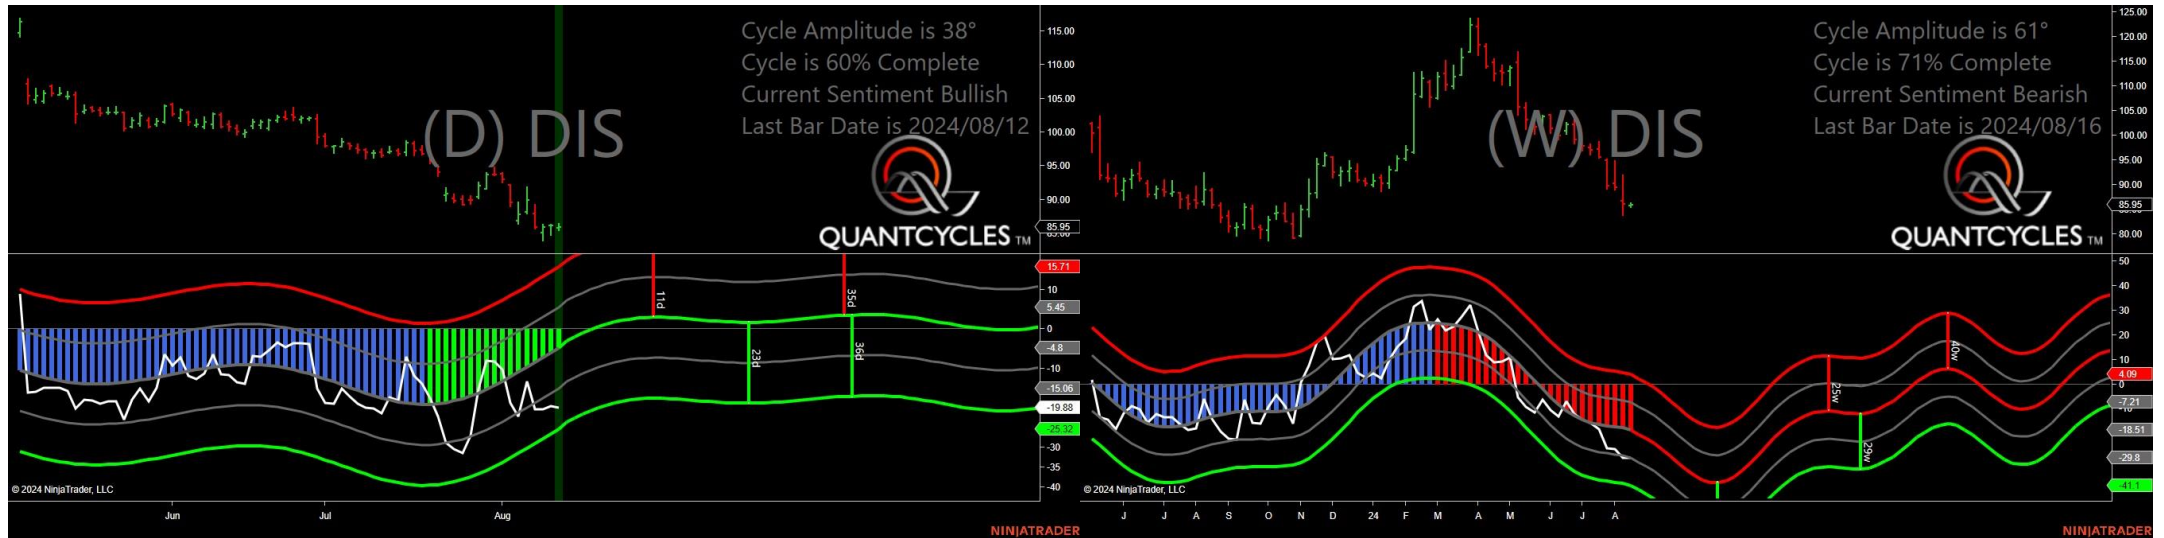 Cycle Amplitude is 38°
Cycle is 60% Complete
Current Sentiment Bullish
Last Bar Date is 2024/08/12
(D) DIS
QUANTCYCLES TM
115.00
110.00
105.00
100.00
95.00
90.00
85.95
15.71
10
5.45
0
-4.8
-10
-15.06
-19.88
-25.32
-30
-35
-40
11d
35d
23d
36d
© 2024 NinjaTrader, LLC
Jun Jul Aug
NINJATRADER
Cycle Amplitude is 61°
Cycle is 71% Complete
Current Sentiment Bearish
Last Bar Date is 2024/08/16
(W) DIS
QUANTCYCLES TM
125.00
120.00
115.00
110.00
105.00
100.00
95.00
90.00
85.95
80.00
50
40
30
20
10
4.09
0
-7.21
-18.51
-29.8
-41.1
25w
40w
29w
© 2024 NinjaTrader, LLC
J J A S O N D 24 F M A M J J A
NINJATRADER